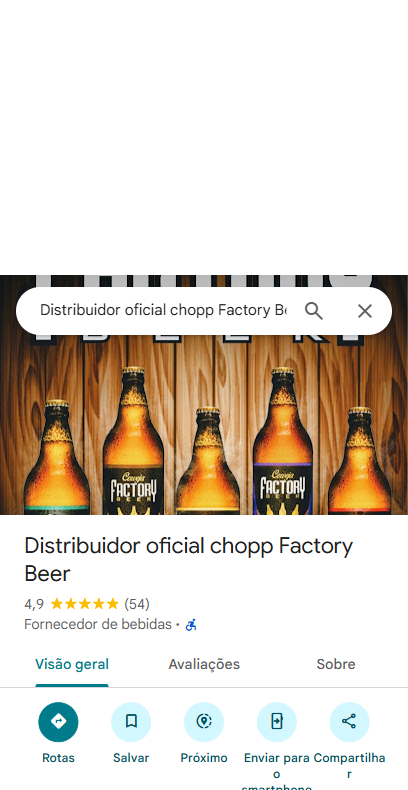 Distribuidor oficial chopp Factory Be
Cerveja
FACTORY
BEER
Cerveja
FACTORY
BEER
Distribuidor oficial chopp Factory
Beer
4,9 ★★★★★ (54)
Fornecedor de bebidas ·
Visão geral Avaliações Sobre
Rotas Salvar Próximo Enviar para o smartphone Compartilhar